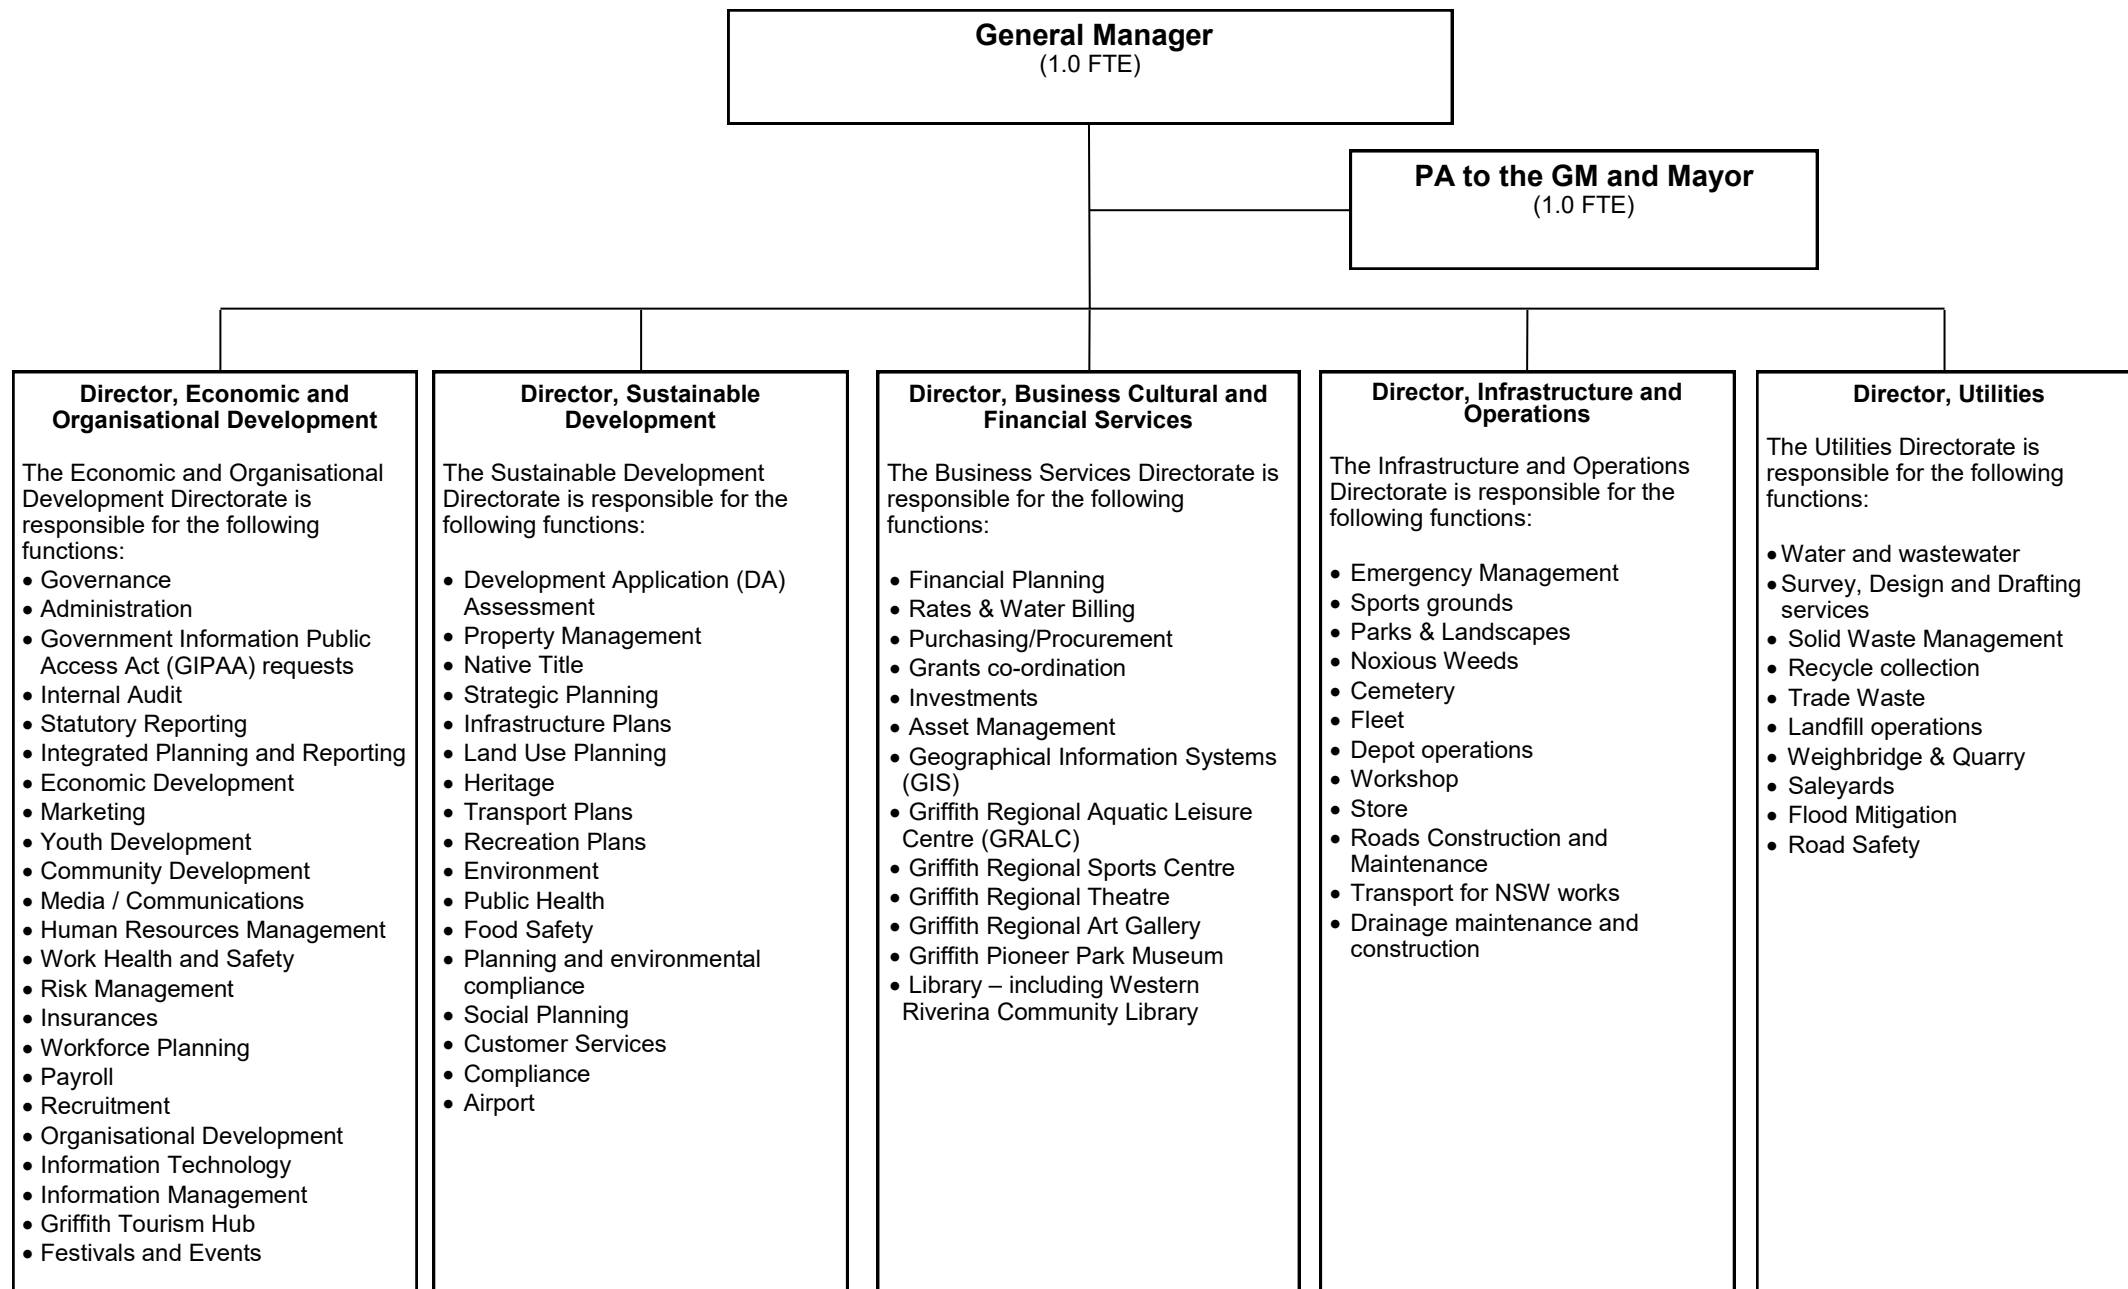 General Manager
(1.0 FTE)
PA to the GM and Mayor
(1.0 FTE)
Director, Economic and
Organisational Development
The Economic and Organisational
Development Directorate is
responsible for the following
functions:
• Governance
• Administration
• Government Information Public
Access Act (GIPAA) requests
• Internal Audit
• Statutory Reporting
• Integrated Planning and Reporting
• Economic Development
• Marketing
• Youth Development
• Community Development
• Media / Communications
• Human Resources Management
• Work Health and Safety
• Risk Management
• Insurances
• Workforce Planning
• Payroll
• Recruitment
• Organisational Development
• Information Technology
• Information Management
• Griffith Tourism Hub
• Festivals and Events
Director, Sustainable
Development
The Sustainable Development
Directorate is responsible for the
following functions:
• Development Application (DA)
Assessment
• Property Management
• Native Title
• Strategic Planning
• Infrastructure Plans
• Land Use Planning
• Heritage
• Transport Plans
• Recreation Plans
• Environment
• Public Health
• Food Safety
• Planning and environmental
compliance
• Social Planning
• Customer Services
• Compliance
• Airport
Director, Business Cultural and
Financial Services
The Business Services Directorate is
responsible for the following
functions:
• Financial Planning
• Rates & Water Billing
• Purchasing/Procurement
• Grants co-ordination
• Investments
• Asset Management
• Geographical Information Systems
(GIS)
• Griffith Regional Aquatic Leisure
Centre (GRALC)
• Griffith Regional Sports Centre
• Griffith Regional Theatre
• Griffith Regional Art Gallery
• Griffith Pioneer Park Museum
• Library – including Western
Riverina Community Library
Director, Infrastructure and
Operations
The Infrastructure and Operations
Directorate is responsible for the
following functions:
• Emergency Management
• Sports grounds
• Parks & Landscapes
• Noxious Weeds
• Cemetery
• Fleet
• Depot operations
• Workshop
• Store
• Roads Construction and
Maintenance
• Transport for NSW works
• Drainage maintenance and
construction
Director, Utilities
The Utilities Directorate is
responsible for the following
functions:
• Water and wastewater
• Survey, Design and Drafting
services
• Solid Waste Management
• Recycle collection
• Trade Waste
• Landfill operations
• Weighbridge & Quarry
• Saleyards
• Flood Mitigation
• Road Safety